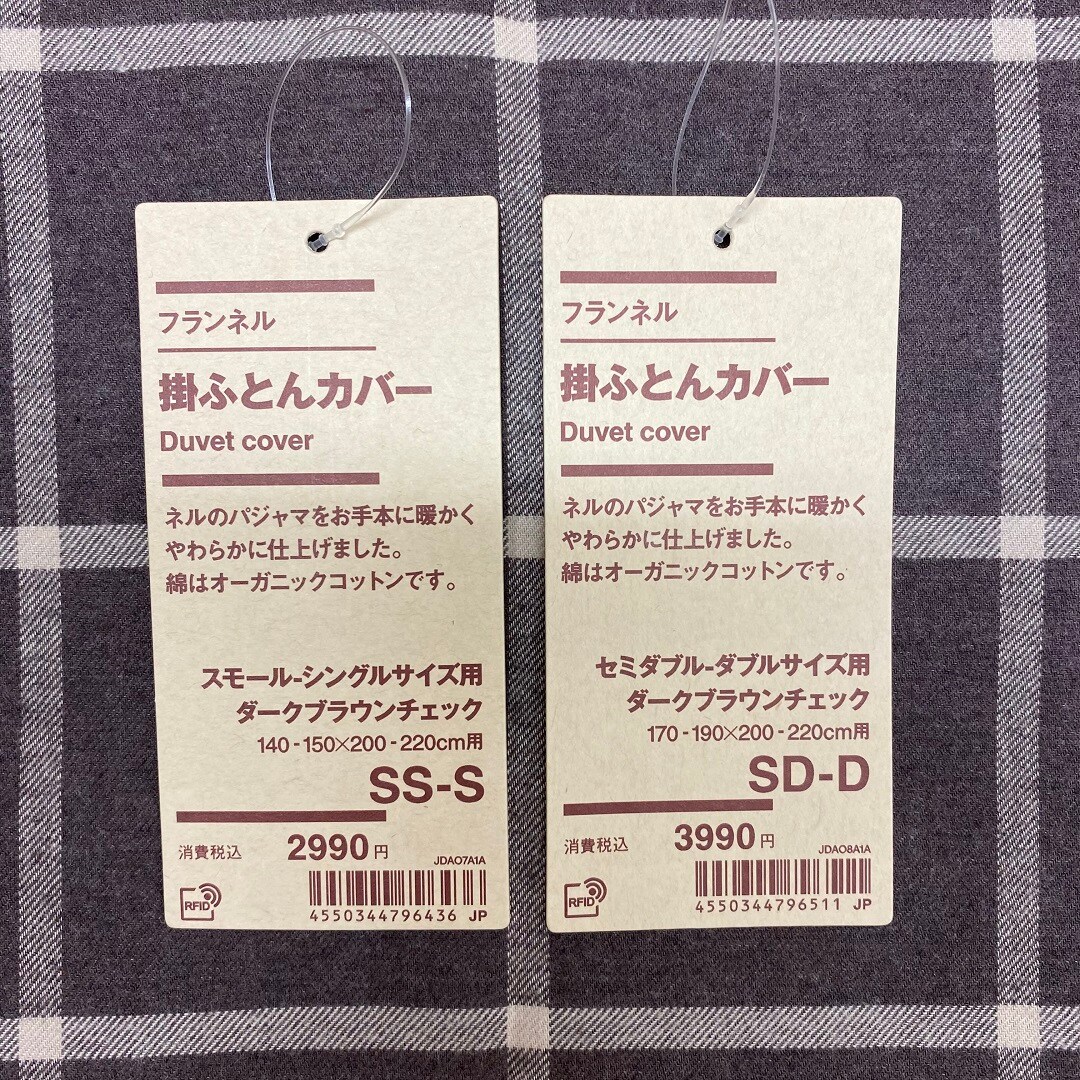 フランネル
掛ふとんカバー
Duvet cover
ネルのパジャマをお手本に暖かく
やわらかに仕上げました。
綿はオーガニックコットンです。
スモール-シングルサイズ用
ダークブラウンチェック
140-150×200-220cm用
SS-S
消費税込 2990円
JDA07A1A
RFID
4550344796436 JP
フランネル
掛ふとんカバー
Duvet cover
ネルのパジャマをお手本に暖かく
やわらかに仕上げました。
綿はオーガニックコットンです。
セミダブル-ダブルサイズ用
ダークブラウンチェック
170-190×200-220cm用
SD-D
消費税込 3990円
JDA08A1A
RFID
4550344796511 JP